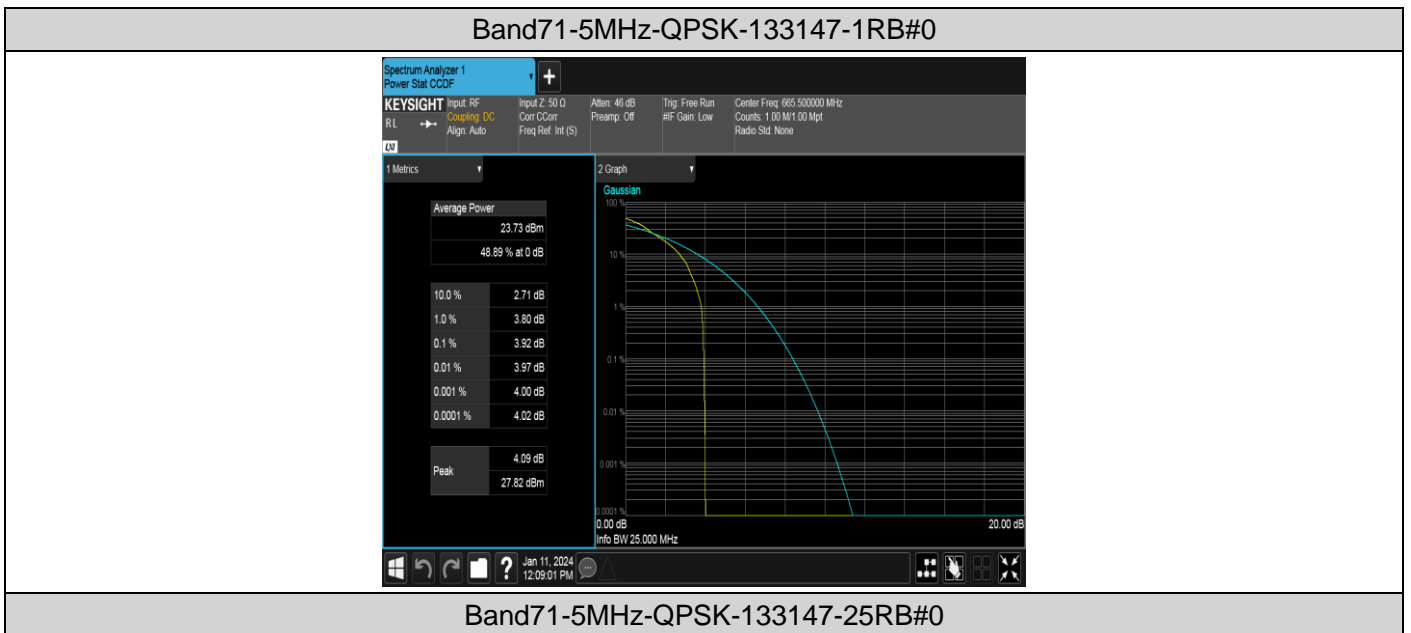 Band71-5MHz-QPSK-133147-1RB#0
Spectrum Analyzer 1
Power Stat CCDF
+
KEYSIGHT
RL
LXI
Input: RF
Coupling: DC
Align: Auto
Input Z: 50 Ω
Corr CCorr
Freq Ref: Int (S)
Atten: 46 dB
Preamp: Off
Trig: Free Run
#IF Gain: Low
Center Freq: 665.500000 MHz
Counts: 1.00 M/1.00 Mpt
Radio Std: None
1 Metrics
Average Power
23.73 dBm
48.89 % at 0 dB
10.0 % 2.71 dB
1.0 % 3.80 dB
0.1 % 3.92 dB
0.01 % 3.97 dB
0.001 % 4.00 dB
0.0001 % 4.02 dB
Peak
4.09 dB
27.82 dBm
2 Graph
Gaussian
100 %
10 %
1 %
0.1 %
0.01 %
0.001 %
0.0001 %
0.00 dB 20.00 dB
Info BW 25.000 MHz
?
Jan 11, 2024
12:09:01 PM
Band71-5MHz-QPSK-133147-25RB#0